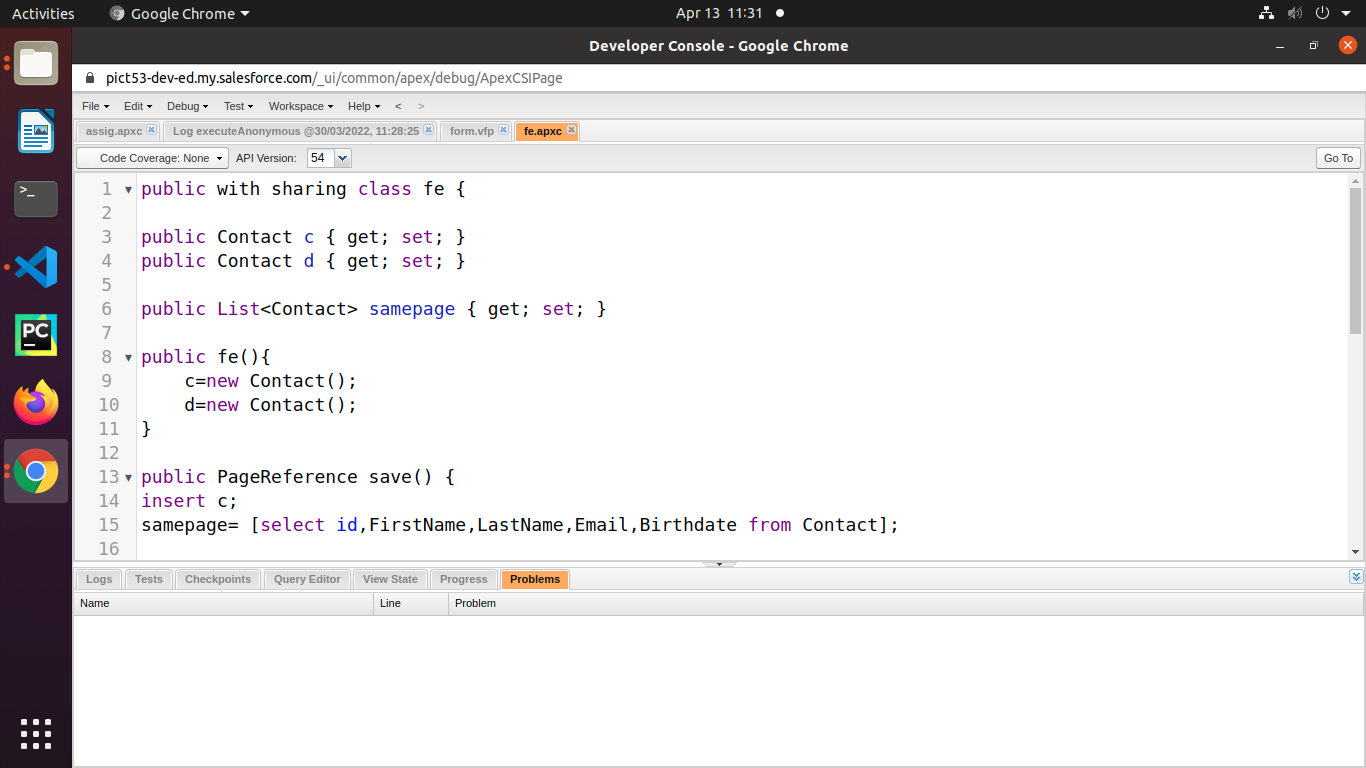 Activities Google Chrome Apr 13 11:31
Developer Console - Google Chrome
pict53-dev-ed.my.salesforce.com/_ui/common/apex/debug/ApexCSIPage
File Edit Debug Test Workspace Help < >
assig.apxc Log executeAnonymous @30/03/2022, 11:28:25 form.vfp fe.apxc
Code Coverage: None API Version: 54 Go To
1 public with sharing class fe {
2
3 public Contact c { get; set; }
4 public Contact d { get; set; }
5
6 public List<Contact> samepage { get; set; }
7
8 public fe(){
9 c=new Contact();
10 d=new Contact();
11 }
12
13 public PageReference save() {
14 insert c;
15 samepage= [select id,FirstName,LastName,Email,Birthdate from Contact];
16
Logs Tests Checkpoints Query Editor View State Progress Problems
Name Line Problem
>_
PC